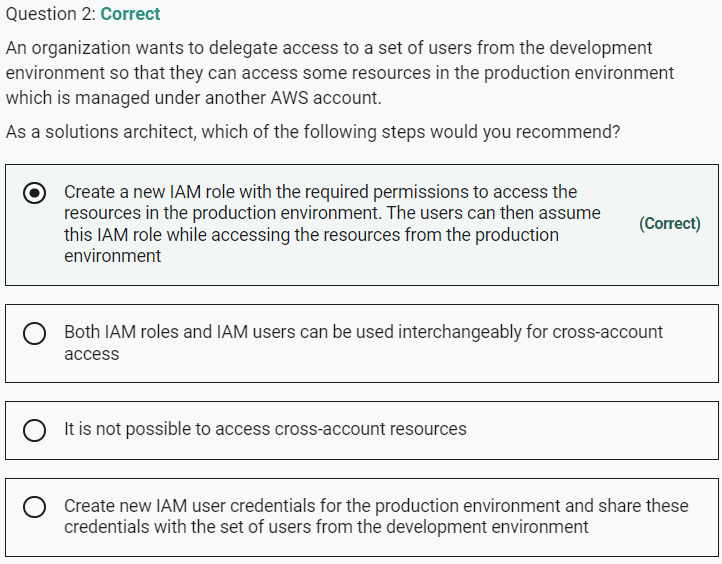 Question 2: Correct
An organization wants to delegate access to a set of users from the development
environment so that they can access some resources in the production environment
which is managed under another AWS account.
As a solutions architect, which of the following steps would you recommend?
Create a new IAM role with the required permissions to access the
resources in the production environment. The users can then assume
this IAM role while accessing the resources from the production
environment
(Correct)
Both IAM roles and IAM users can be used interchangeably for cross-account
access
It is not possible to access cross-account resources
Create new IAM user credentials for the production environment and share these
credentials with the set of users from the development environment